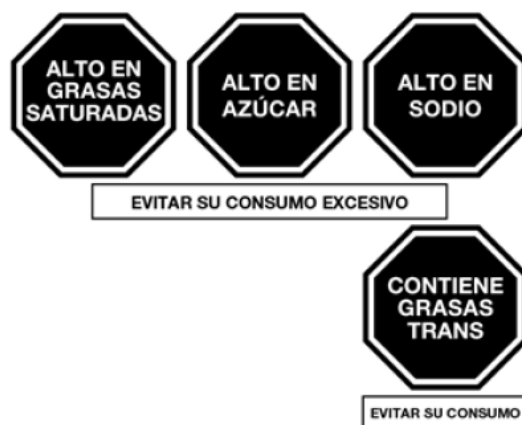 ALTO EN
GRASAS
SATURADAS
ALTO EN
AZÚCAR
ALTO EN
SODIO
EVITAR SU CONSUMO EXCESIVO
CONTIENE
GRASAS
TRANS
EVITAR SU CONSUMO